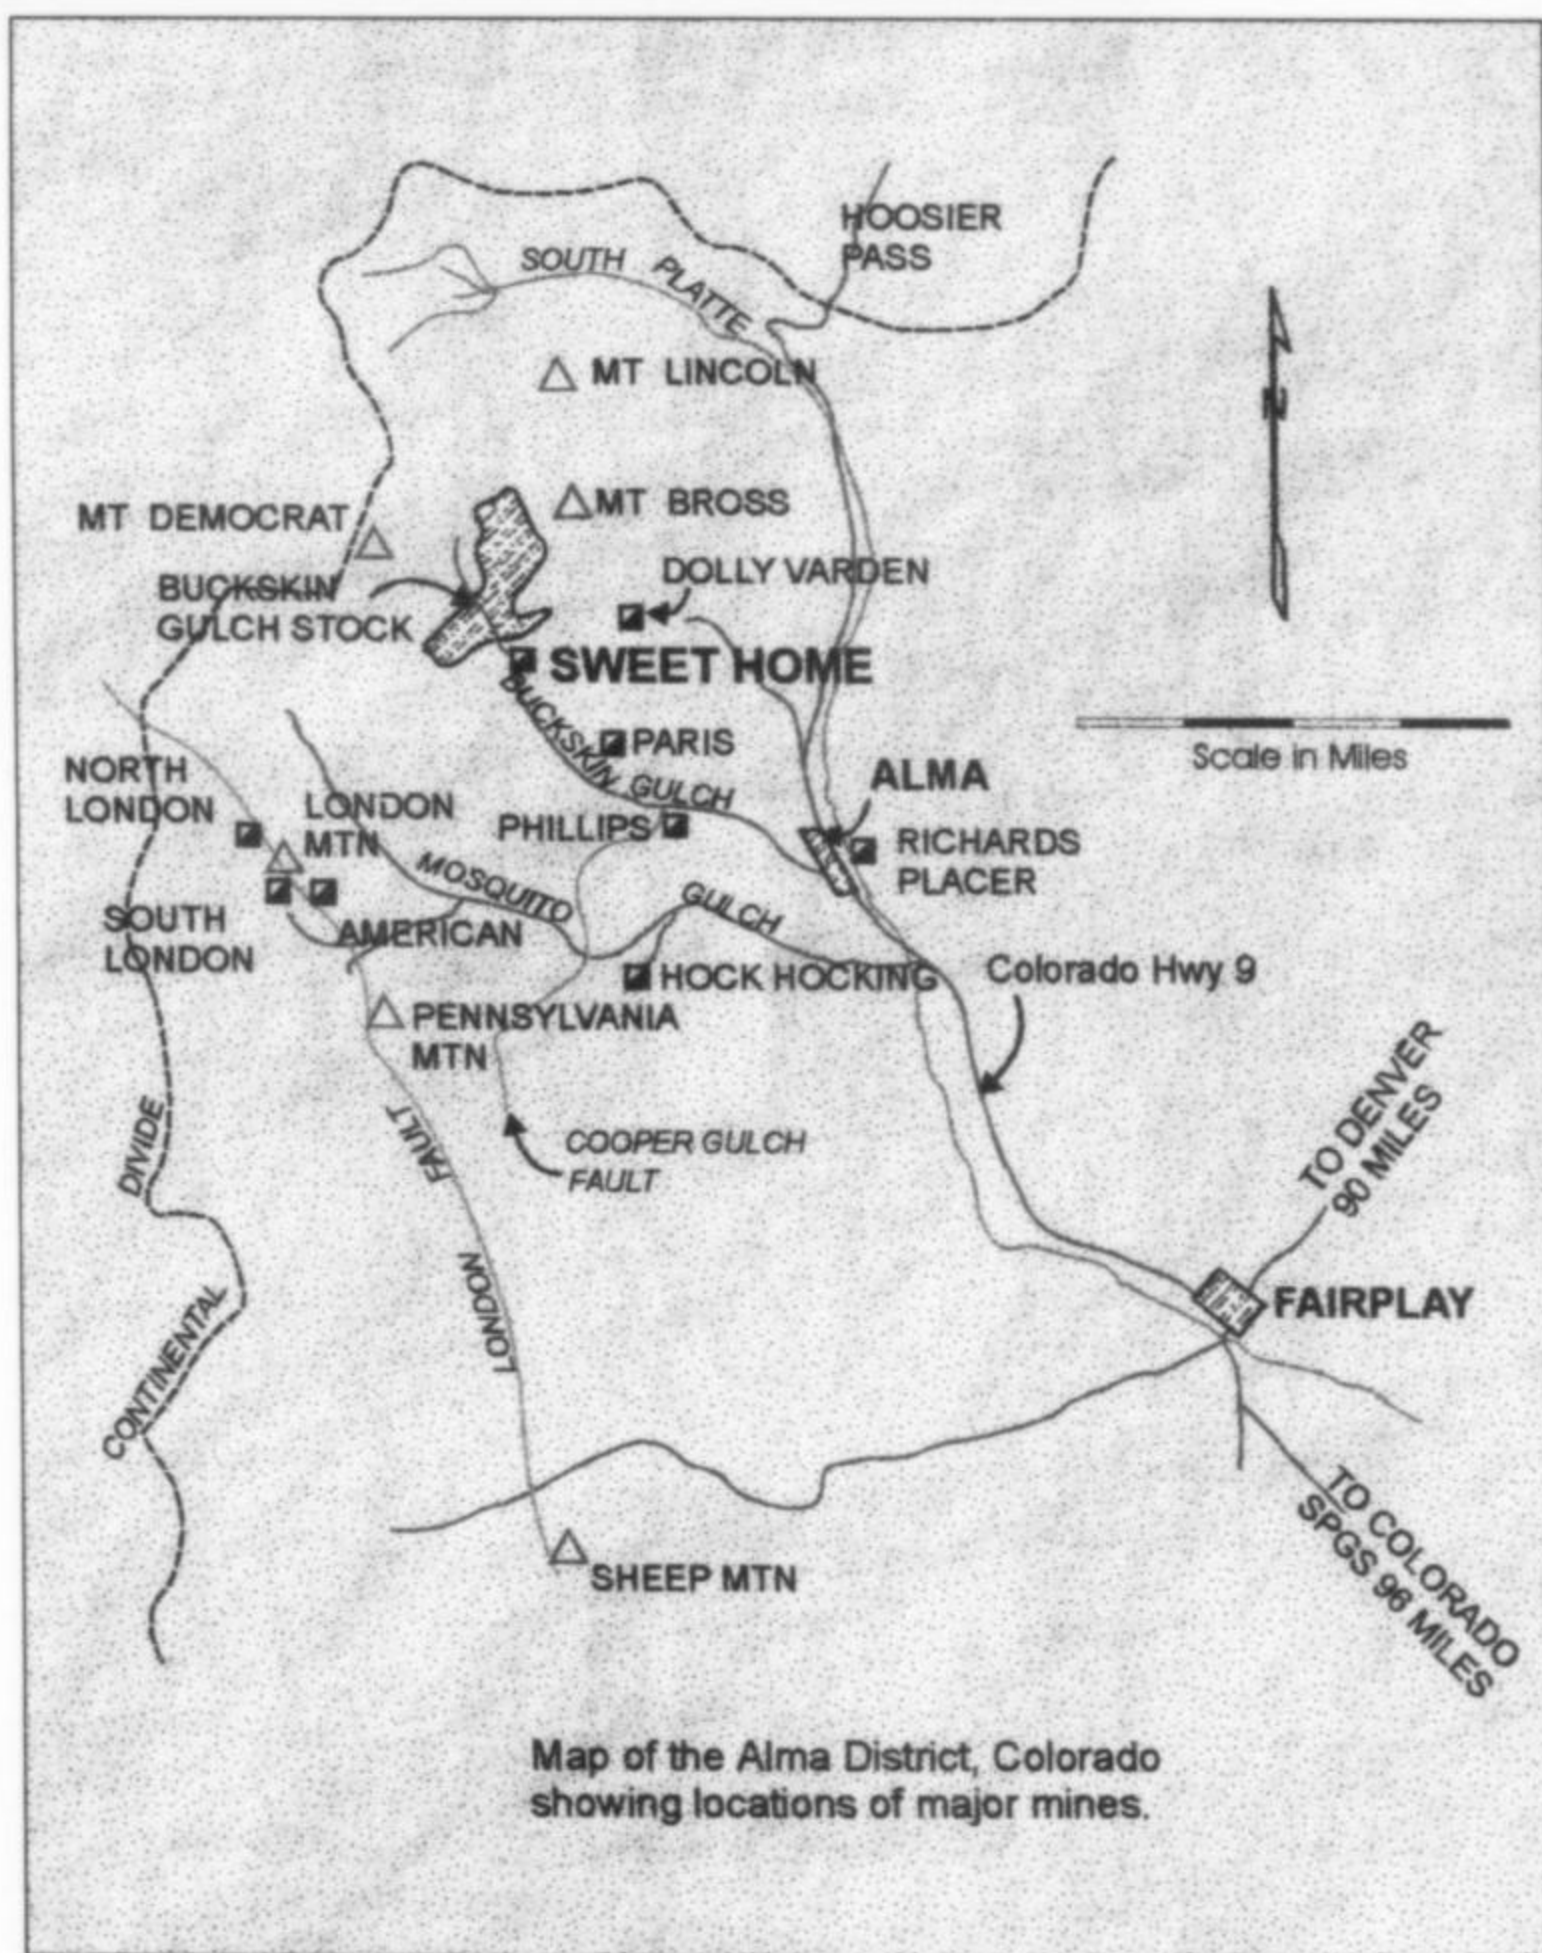 HOOSIER
PASS
SOUTH PLATTE
MT LINCOLN
N
MT BROSS
MT DEMOCRAT
DOLLY VARDEN
BUCKSKIN
GULCH STOCK
SWEET HOME
BUCKSKIN GULCH
PARIS
Scale in Miles
NORTH
LONDON
LONDON
MTN
ALMA
PHILLIPS
RICHARDS
PLACER
MOSQUITO GULCH
SOUTH
LONDON
AMERICAN
HOCK HOCKING
Colorado Hwy 9
PENNSYLVANIA
MTN
TO DENVER
90 MILES
COOPER GULCH
FAULT
LONDON FAULT
CONTINENTAL DIVIDE
FAIRPLAY
TO COLORADO
SPGS 96 MILES
SHEEP MTN
Map of the Alma District, Colorado
showing locations of major mines.